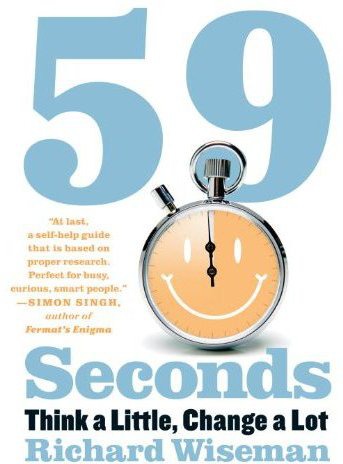 59
"At last,
a self-help guide
that is based on
proper research.
Perfect for busy,
curious, smart people."
—SIMON SINGH,
author of
Fermat's Enigma
Seconds
Think a Little, Change a Lot
Richard Wiseman